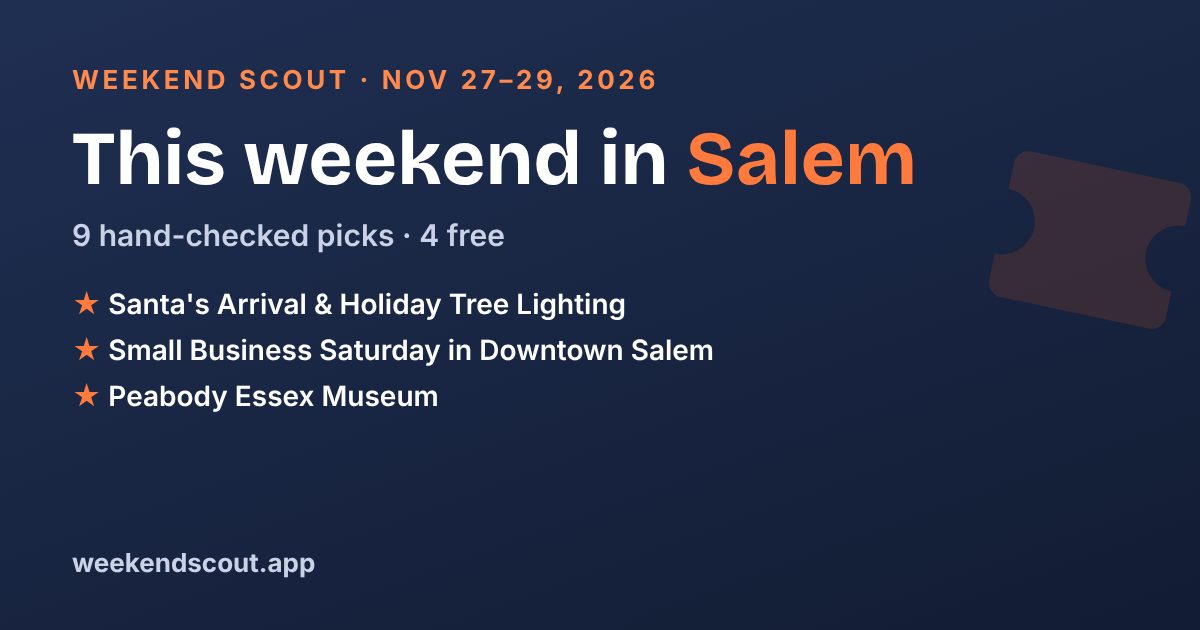 WEEKEND SCOUT · NOV 27–29, 2026
This weekend in Salem
9 hand-checked picks · 4 free
★ Santa's Arrival & Holiday Tree Lighting
★ Small Business Saturday in Downtown Salem
★ Peabody Essex Museum
weekendscout.app